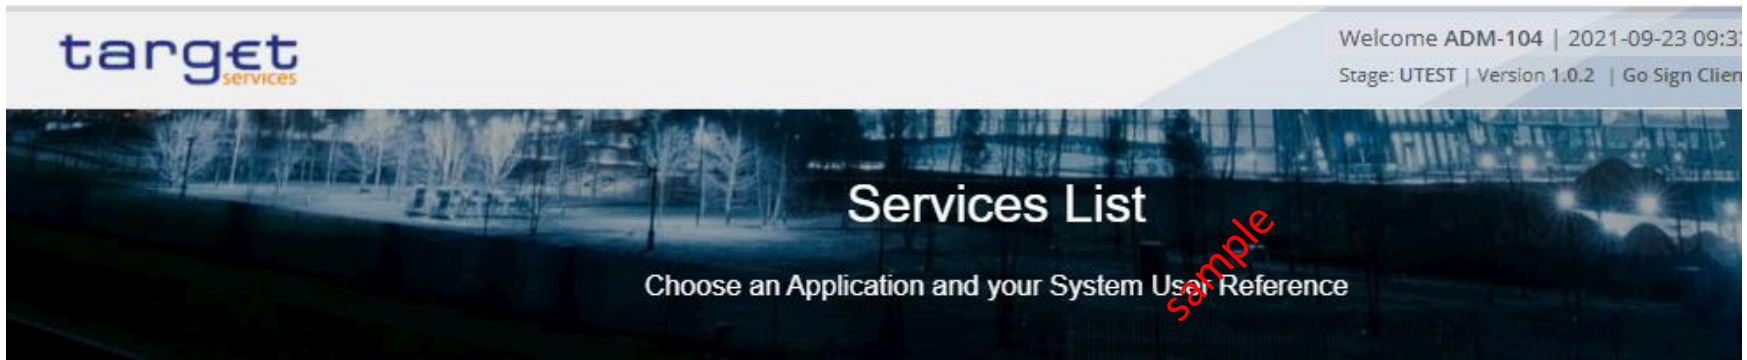 target
services
Welcome ADM-104 | 2021-09-23 09:3
Stage: UTEST | Version 1.0.2 | Go Sign Clien
Services List
Choose an Application and your System User Reference
sample